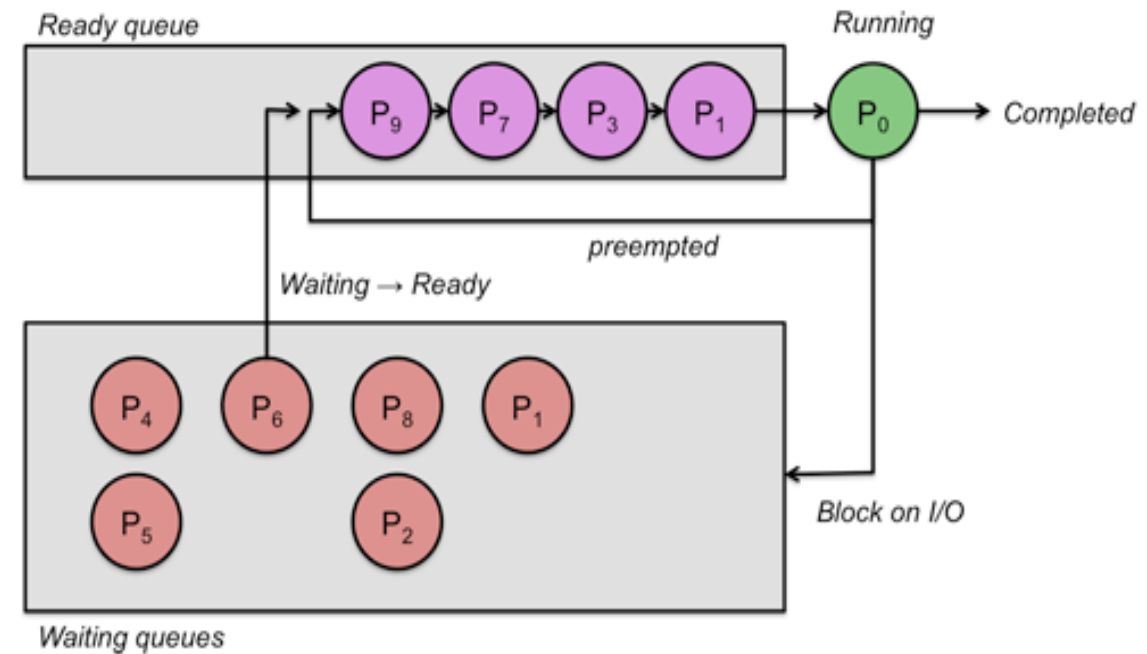 Ready queue
Running
P₉ P₇ P₃ P₁ P₀ Completed
preempted
Waiting → Ready
P₄ P₆ P₈ P₁
P₅ P₂
Block on I/O
Waiting queues